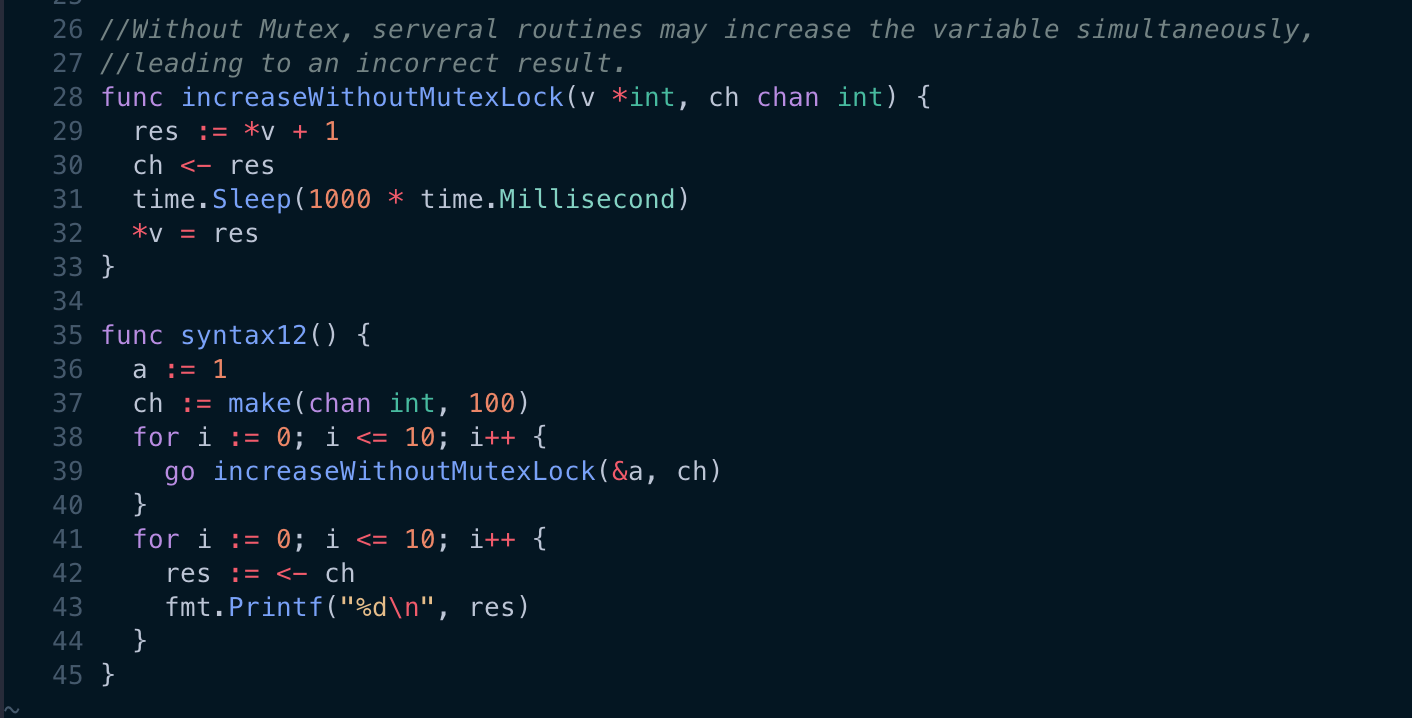 26 //Without Mutex, serveral routines may increase the variable simultaneously,
27 //leading to an incorrect result.
28 func increaseWithoutMutexLock(v *int, ch chan int) {
29   res := *v + 1
30   ch <- res
31   time.Sleep(1000 * time.Millisecond)
32   *v = res
33 }
34
35 func syntax12() {
36   a := 1
37   ch := make(chan int, 100)
38   for i := 0; i <= 10; i++ {
39     go increaseWithoutMutexLock(&a, ch)
40   }
41   for i := 0; i <= 10; i++ {
42     res := <- ch
43     fmt.Printf("%d\n", res)
44   }
45 }
~